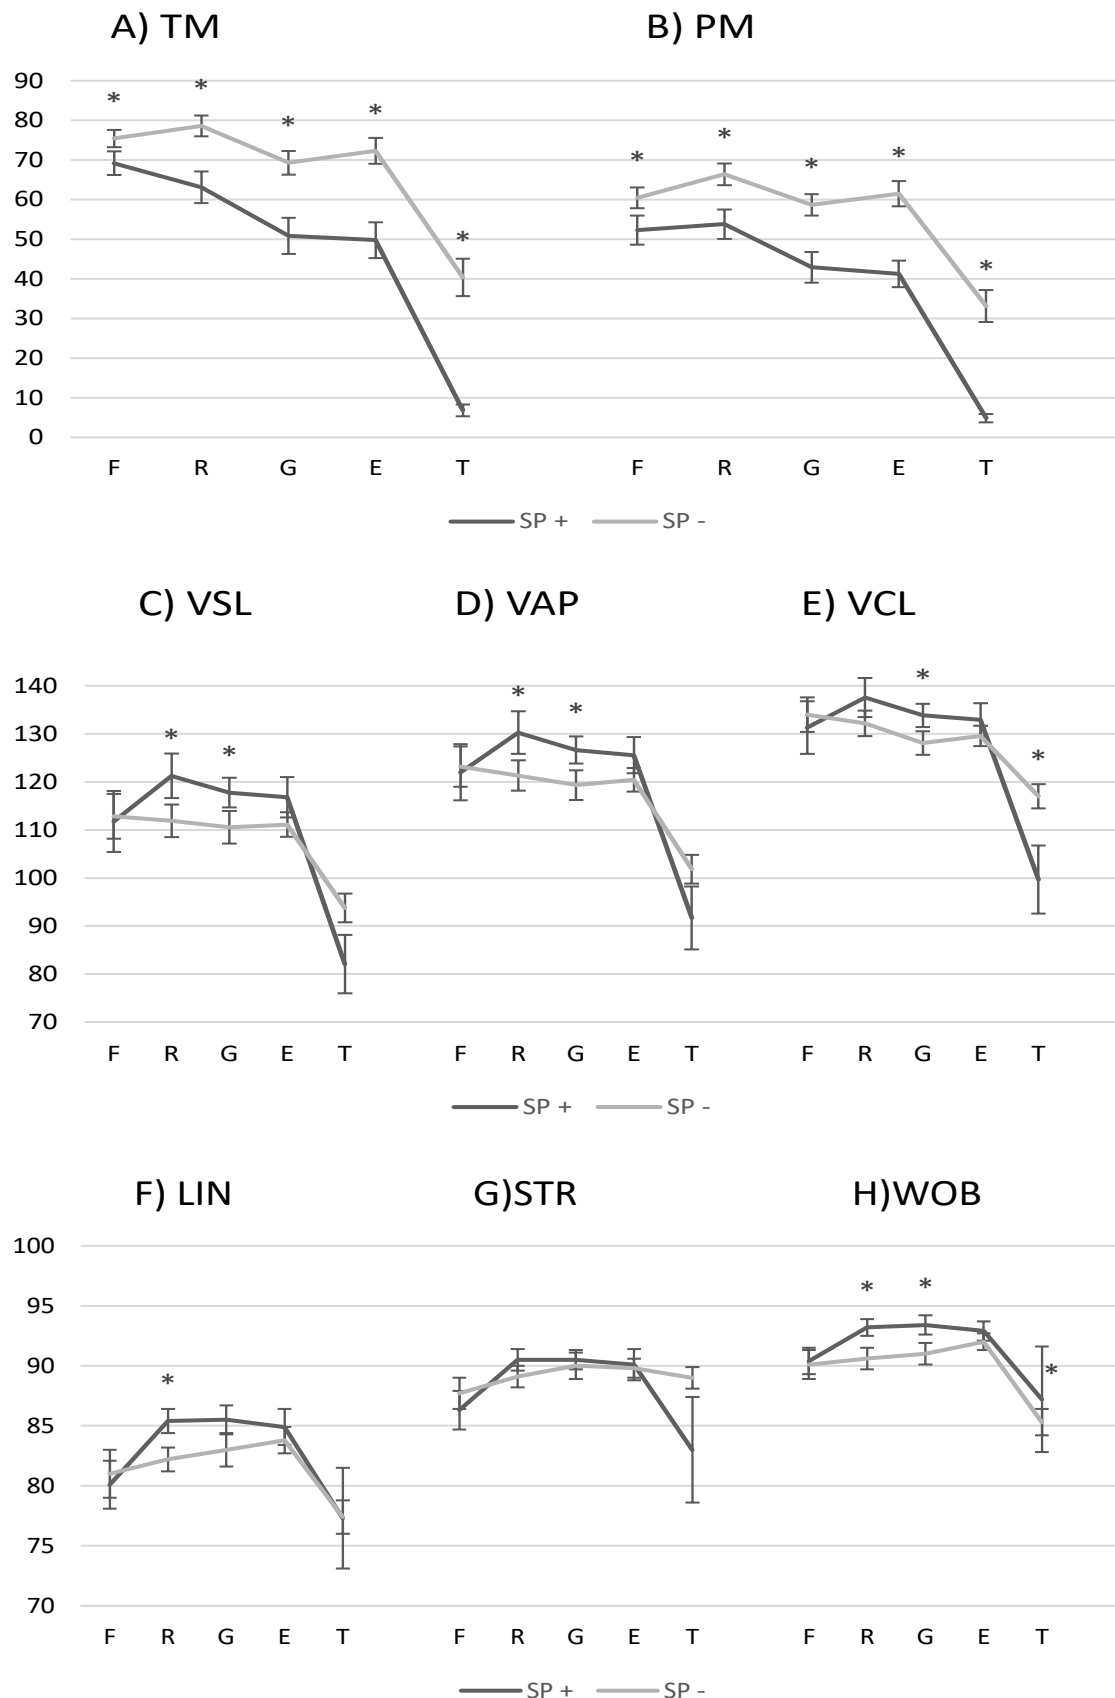 A) TM
B) PM
90
80
70
60
50
40
30
20
10
0
* * * * *
* * * * *
F R G E T
F R G E T
SP + SP -
C) VSL
D) VAP
E) VCL
140
130
120
110
100
90
80
70
* *
* *
* *
F R G E T
F R G E T
F R G E T
SP + SP -
F) LIN
G)STR
H)WOB
100
95
90
85
80
75
70
*
* * *
F R G E T
F R G E T
F R G E T
SP + SP -